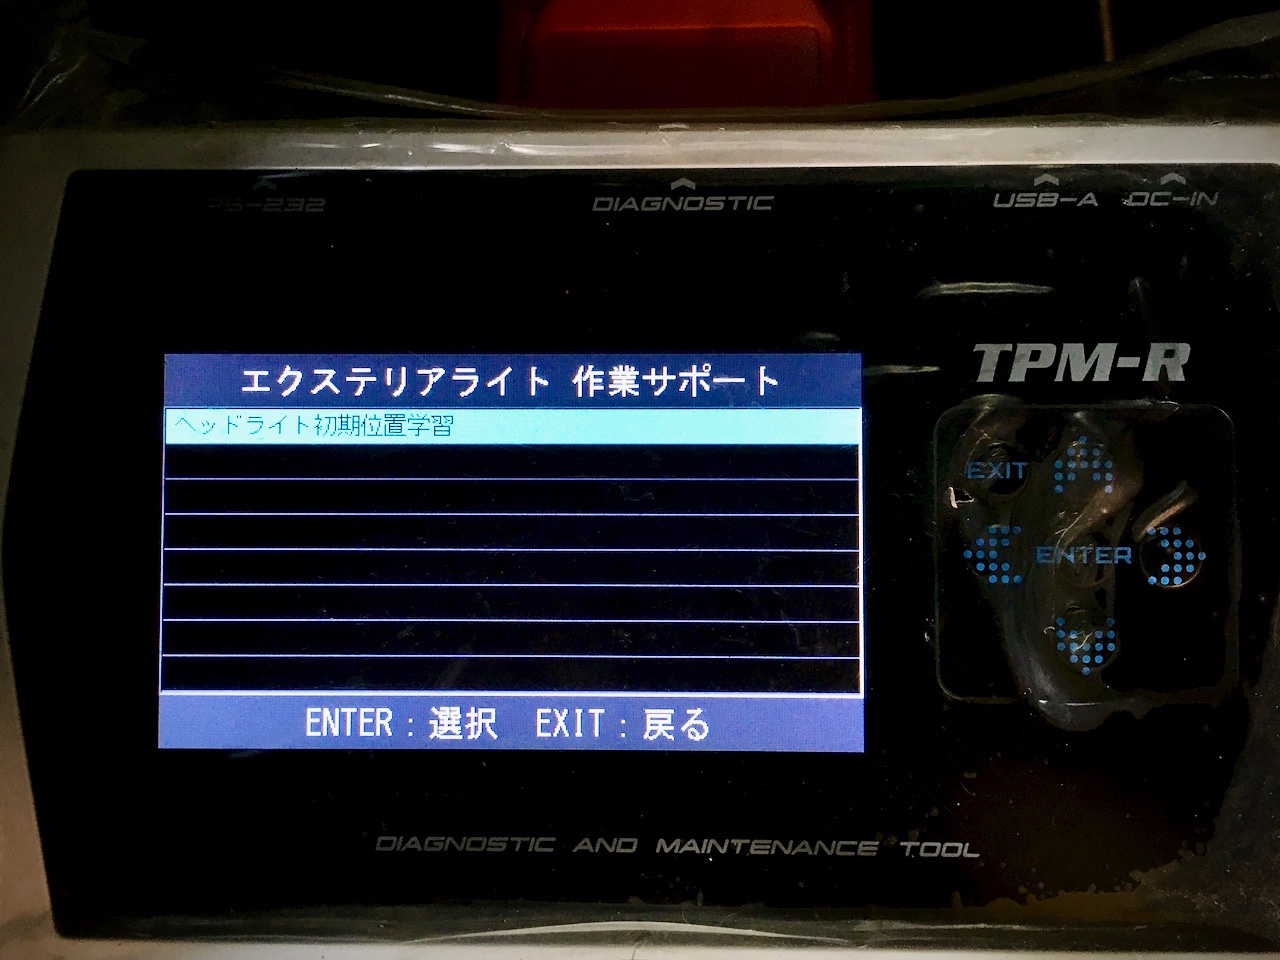 RS-232
DIAGNOSTIC
USB-A
DC-IN
TPM-R
エクステリアライト 作業サポート
ヘッドライト初期位置学習
EXIT
ENTER
ENTER：選択 EXIT：戻る
DIAGNOSTIC AND MAINTENANCE TOOL